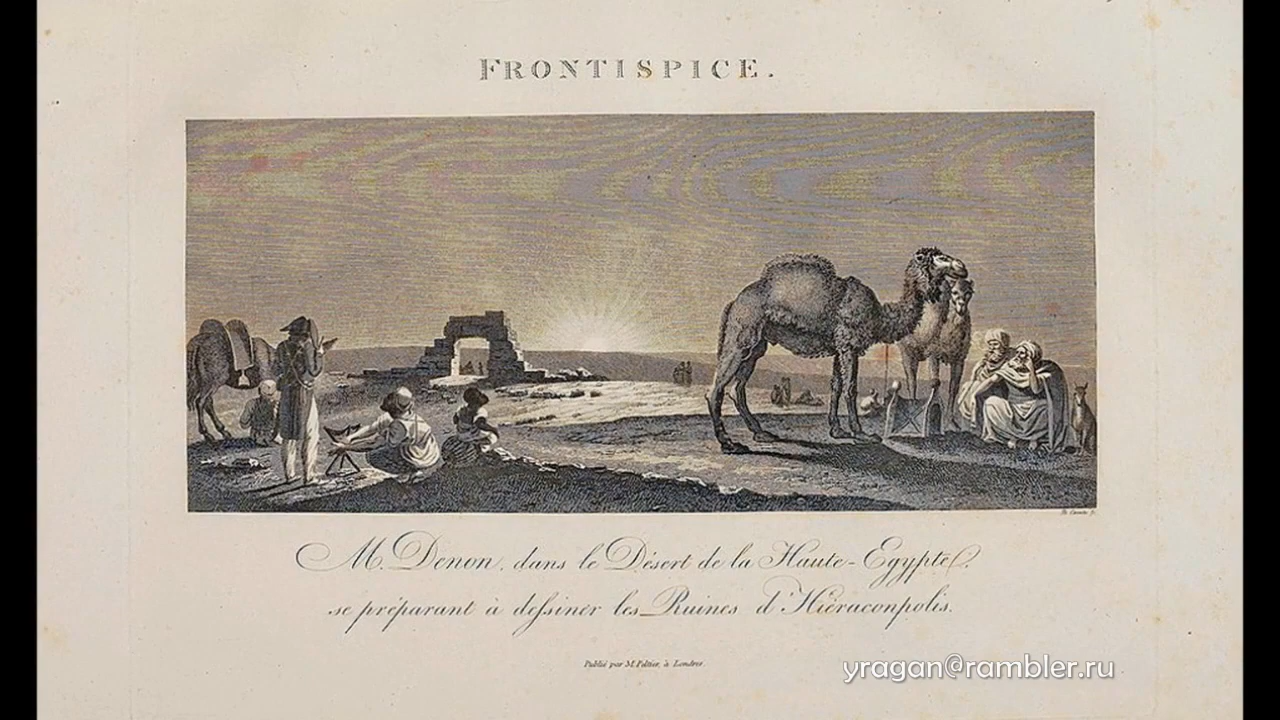 FRONTISPICE.
M. Denon, dans le Désert de la Haute-Egypte,
se préparant à deſsiner les Ruines d'Hiéraconpolis.
Publié par M. Peltier, à Londres.
yragan@rambler.ru